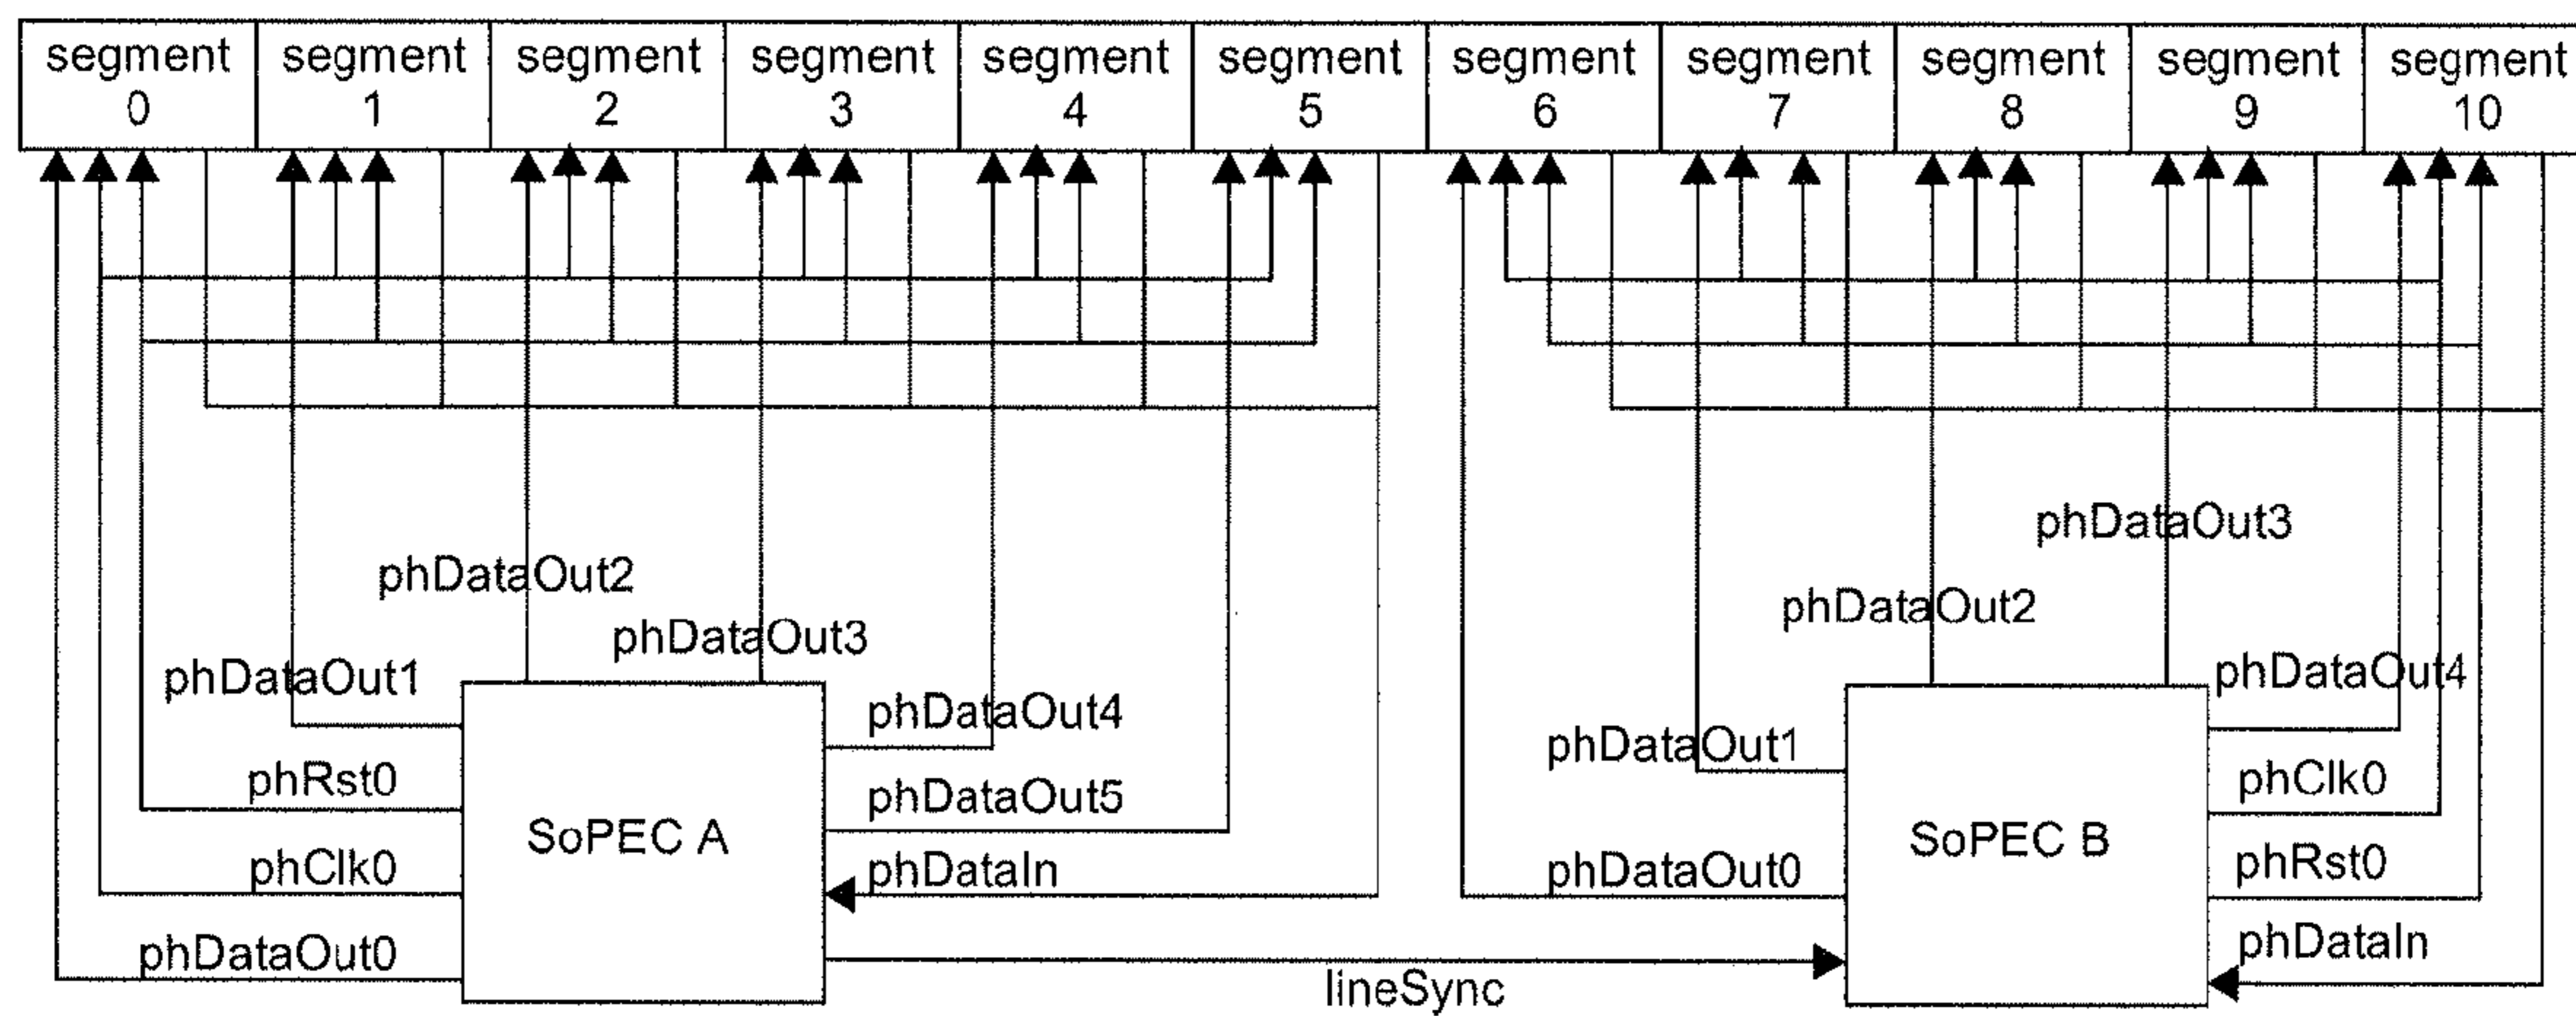 segment 0
segment 1
segment 2
segment 3
segment 4
segment 5
segment 6
segment 7
segment 8
segment 9
segment 10
phDataOut2
phDataOut3
phDataOut1
phRst0
phClk0
phDataOut0
SoPEC A
phDataOut4
phDataOut5
phDataIn
lineSync
phDataOut3
phDataOut2
phDataOut1
phDataOut0
SoPEC B
phDataOut4
phClk0
phRst0
phDataIn